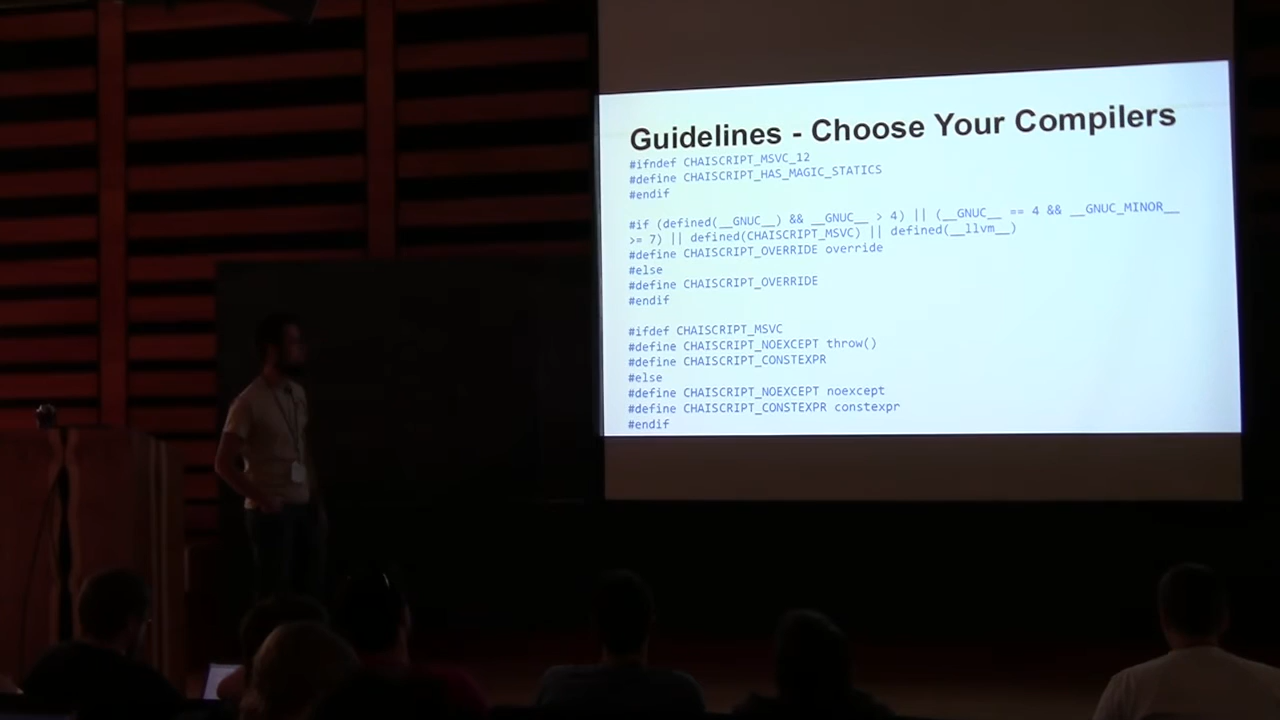 Guidelines - Choose Your Compilers
#ifndef CHAISCRIPT_MSVC_12
#define CHAISCRIPT_HAS_MAGIC_STATICS
#endif
#if (defined(__GNUC__) && __GNUC__ > 4) || (__GNUC__ == 4 && __GNUC_MINOR__
>= 7) || defined(CHAISCRIPT_MSVC) || defined(__llvm__)
#define CHAISCRIPT_OVERRIDE override
#else
#define CHAISCRIPT_OVERRIDE
#endif
#ifdef CHAISCRIPT_MSVC
#define CHAISCRIPT_NOEXCEPT throw()
#define CHAISCRIPT_CONSTEXPR
#else
#define CHAISCRIPT_NOEXCEPT noexcept
#define CHAISCRIPT_CONSTEXPR constexpr
#endif